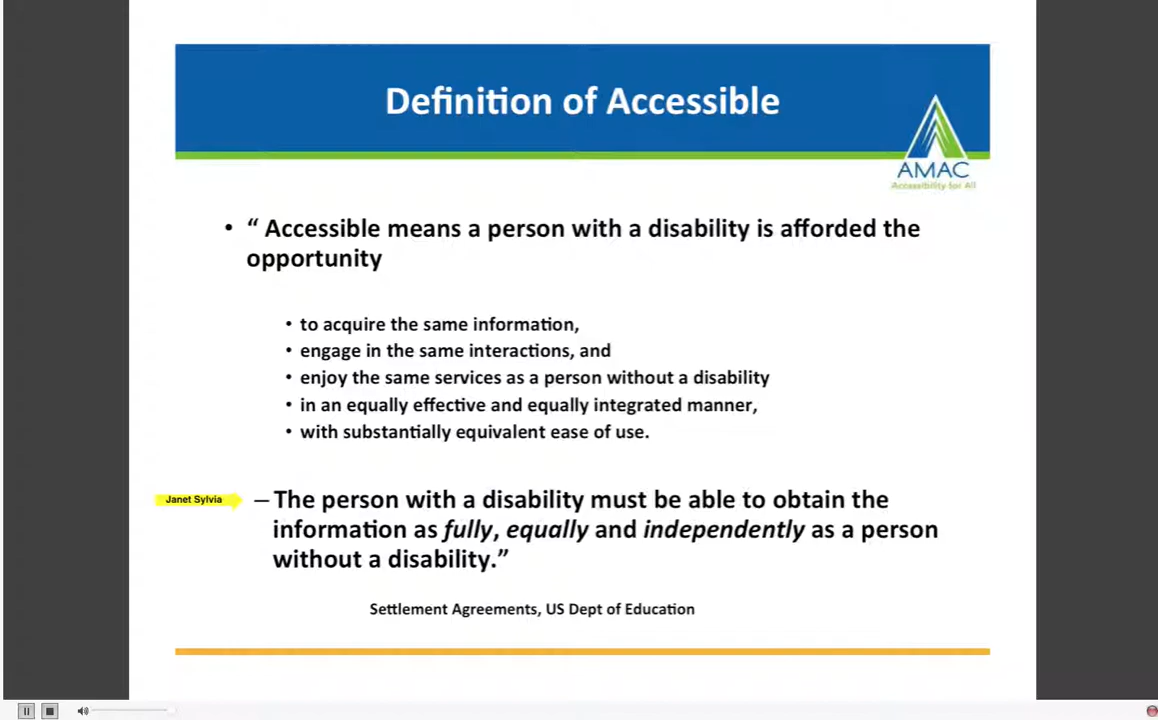 Definition of Accessible
AMAC
Accessibility for All
• “ Accessible means a person with a disability is afforded the
opportunity
• to acquire the same information,
• engage in the same interactions, and
• enjoy the same services as a person without a disability
• in an equally effective and equally integrated manner,
• with substantially equivalent ease of use.
Janet Sylvia
– The person with a disability must be able to obtain the
information as fully, equally and independently as a person
without a disability.”
Settlement Agreements, US Dept of Education